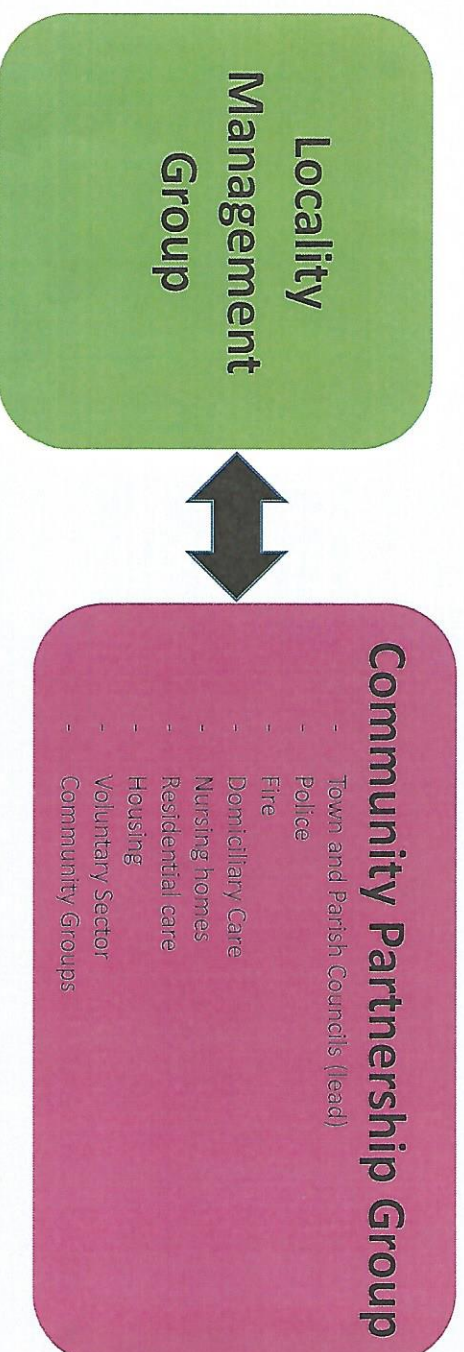 Locality
Management
Group
Community Partnership Group
- Town and Parish Councils (lead)
- Police
- Fire
- Domiciliary Care
- Nursing homes
- Residential care
- Housing
- Voluntary Sector
- Community Groups